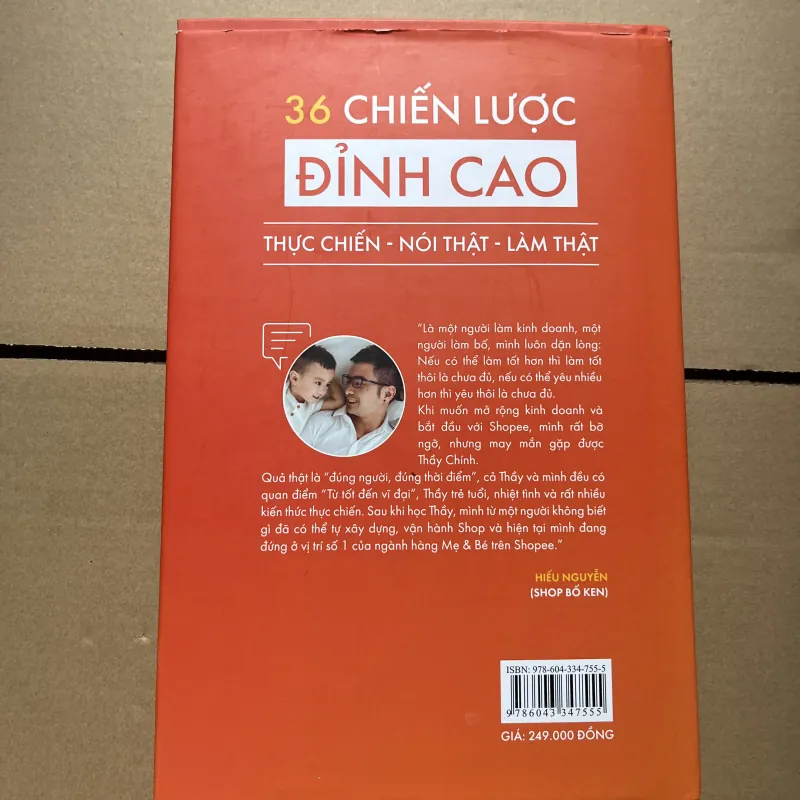 36 CHIẾN LƯỢC
ĐỈNH CAO
THỰC CHIẾN - NÓI THẬT - LÀM THẬT
"Là một người làm kinh doanh, một
người làm bố, mình luôn dặn lòng:
Nếu có thể làm tốt hơn thì làm tốt
thôi là chưa đủ, nếu có thể yêu nhiều
hơn thì yêu thôi là chưa đủ.
Khi muốn mở rộng kinh doanh và
bắt đầu với Shopee, mình rất bỡ
ngỡ, nhưng may mắn gặp được
Thầy Chính.
Quả thật là "đúng người, đúng thời điểm", cả Thầy và mình đều có
quan điểm "Từ tốt đến vĩ đại", Thầy trẻ tuổi, nhiệt tình và rất nhiều
kiến thức thực chiến. Sau khi học Thầy, mình từ một người không biết
gì đã có thể tự xây dựng, vận hành Shop và hiện tại mình đang
đứng ở vị trí số 1 của ngành hàng Mẹ & Bé trên Shopee."
HIẾU NGUYỄN
(SHOP BỐ KEN)
ISBN: 978-604-334-755-5
9 786043 347555
GIÁ: 249.000 ĐỒNG